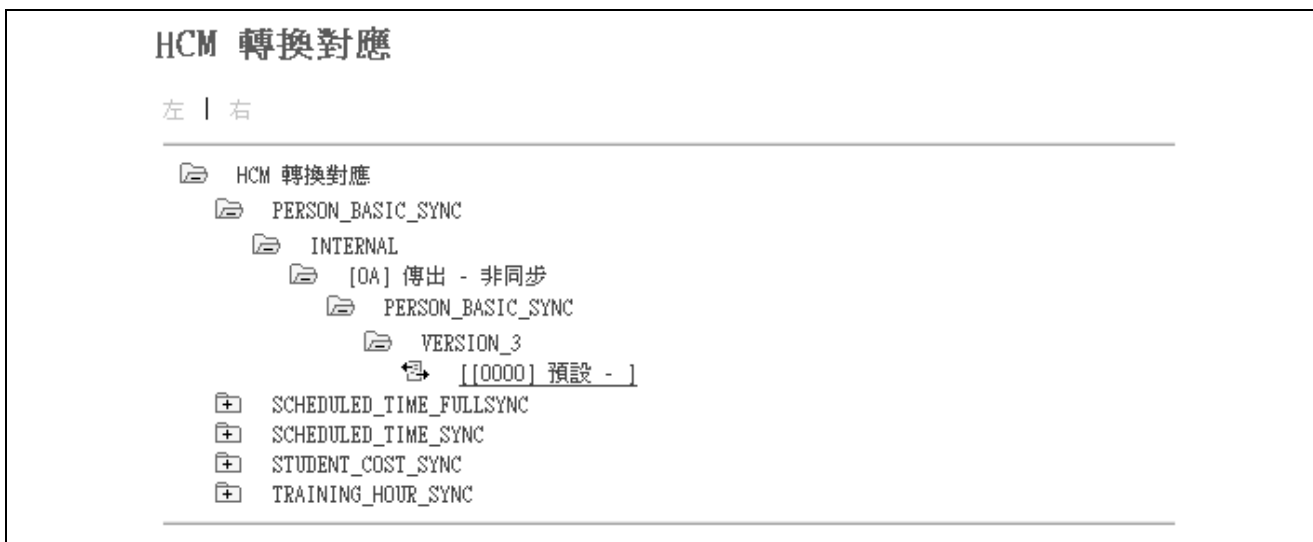 HCM 轉換對應
左 | 右
HCM 轉換對應
PERSON_BASIC_SYNC
INTERNAL
[OA] 傳出 - 非同步
PERSON_BASIC_SYNC
VERSION_3
[[0000] 預設 - ]
SCHEDULED_TIME_FULLSYNC
SCHEDULED_TIME_SYNC
STUDENT_COST_SYNC
TRAINING_HOUR_SYNC